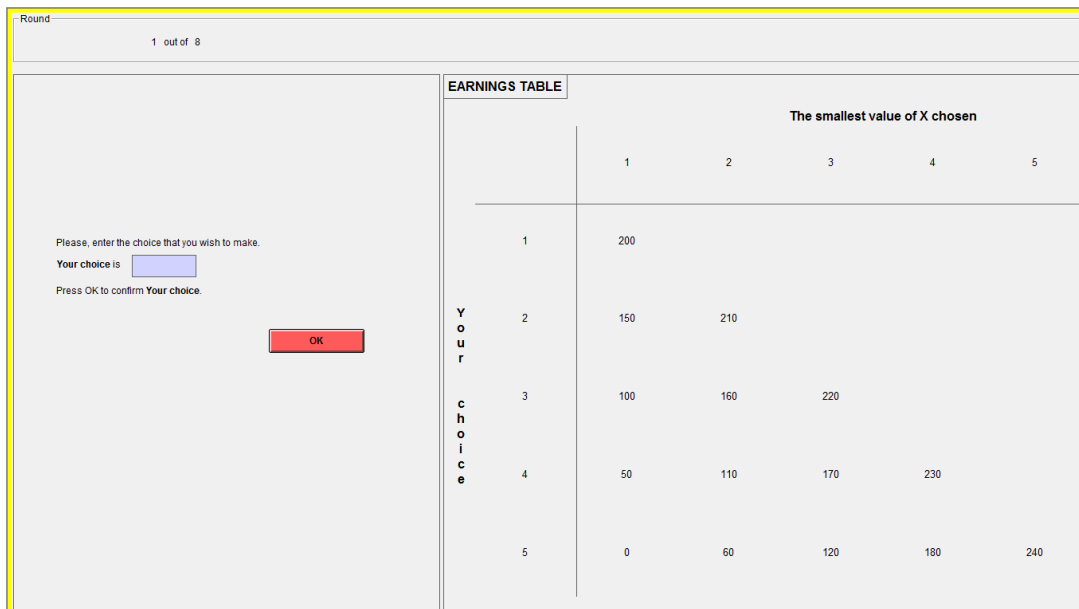 Round
1 out of 8
Please, enter the choice that you wish to make.
Your choice is
Press OK to confirm Your choice.
OK
EARNINGS TABLE
The smallest value of X chosen
1 2 3 4 5
Your choice
1 200
2 150 210
3 100 160 220
4 50 110 170 230
5 0 60 120 180 240